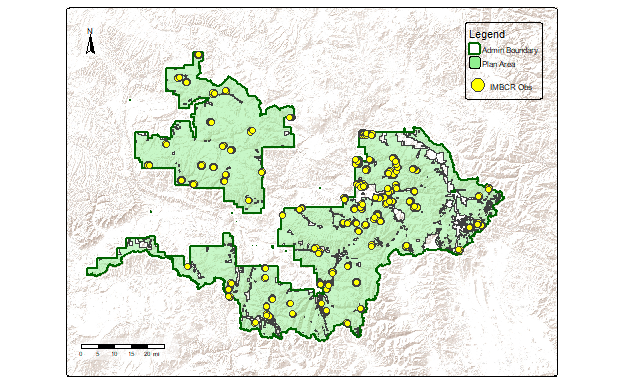 N
Legend
Admin Boundary
Plan Area
IMBCR Obs
0 5 10 15 20 mi